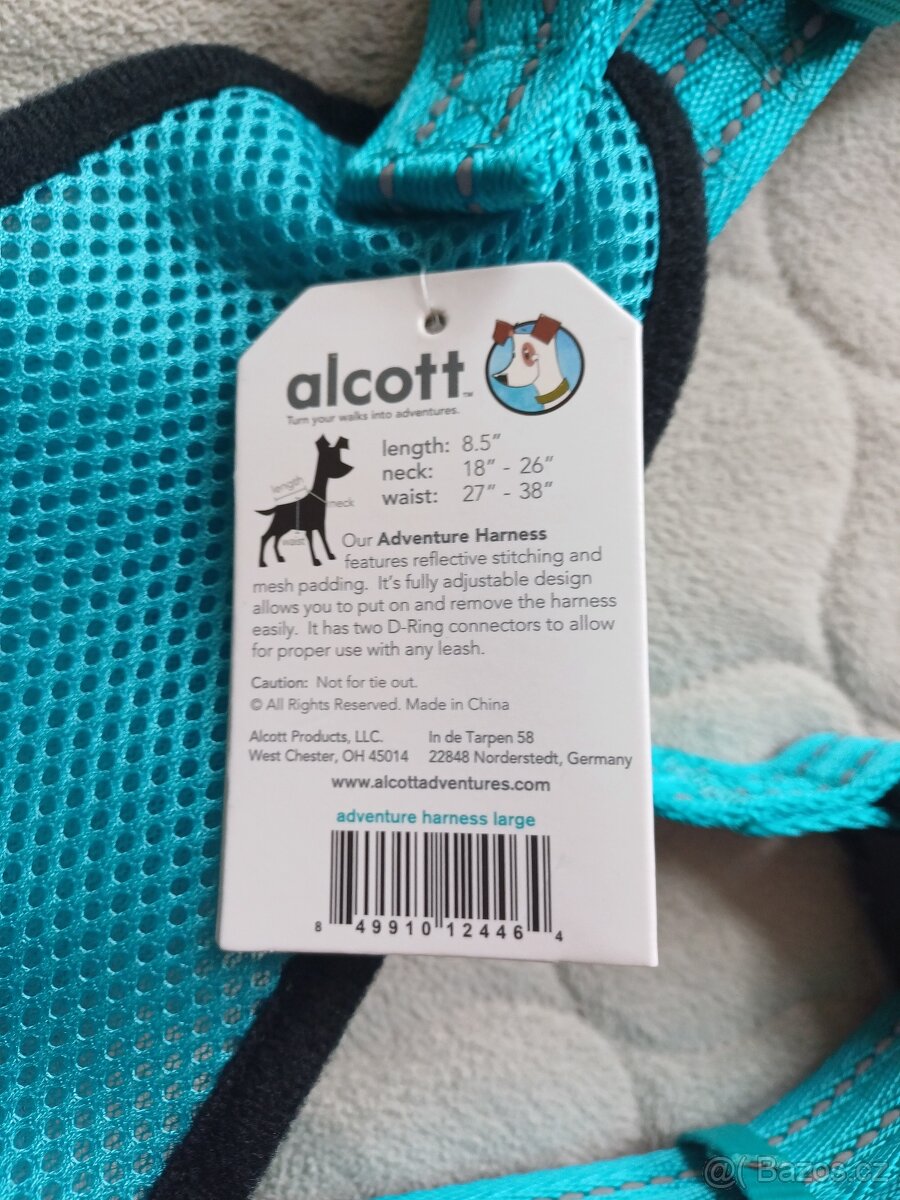 alcott™
Turn your walks into adventures.
length: 8.5"
neck: 18" - 26"
waist: 27" - 38"
length
neck
waist
Our Adventure Harness
features reflective stitching and
mesh padding. It's fully adjustable design
allows you to put on and remove the harness
easily. It has two D-Ring connectors to allow
for proper use with any leash.
Caution: Not for tie out.
© All Rights Reserved. Made in China
Alcott Products, LLC. In de Tarpen 58
West Chester, OH 45014 22848 Norderstedt, Germany
www.alcottadventures.com
adventure harness large
8 49910 12446 4
@( Bazos.cz